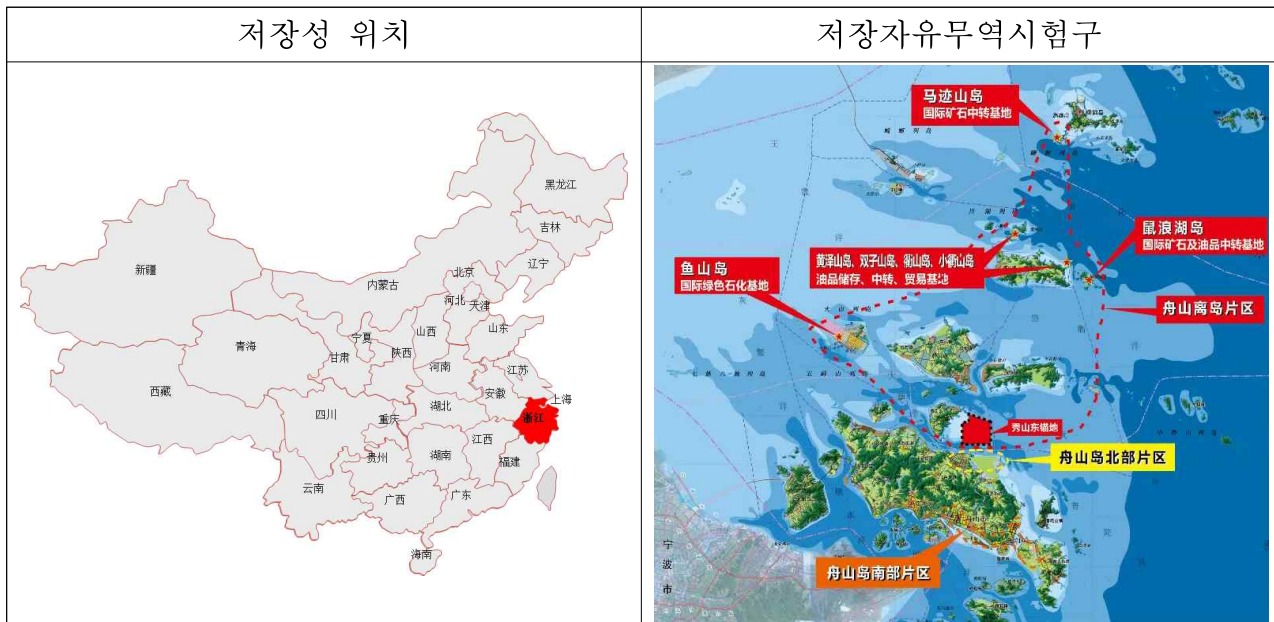 저장성 위치
저장자유무역시험구
黑龙江
吉林
辽宁
新疆
内蒙古
北京
河北
天津
山西
山东
宁夏
青海
甘肃
陕西
河南
江苏
西藏
安徽
上海
四川
湖北
重庆
浙江
江西
湖南
贵州
福建
云南
广西
广东
海南
马迹山岛
国际矿石中转基地
鼠浪湖岛
国际矿石及油品中转基地
黄泽山岛、双子山岛、衢山岛、小衢山岛
油品储存、中转、贸易基地
鱼山岛
国际绿色石化基地
舟山离岛片区
秀山东锚地
舟山岛北部片区
舟山岛南部片区
宁波市